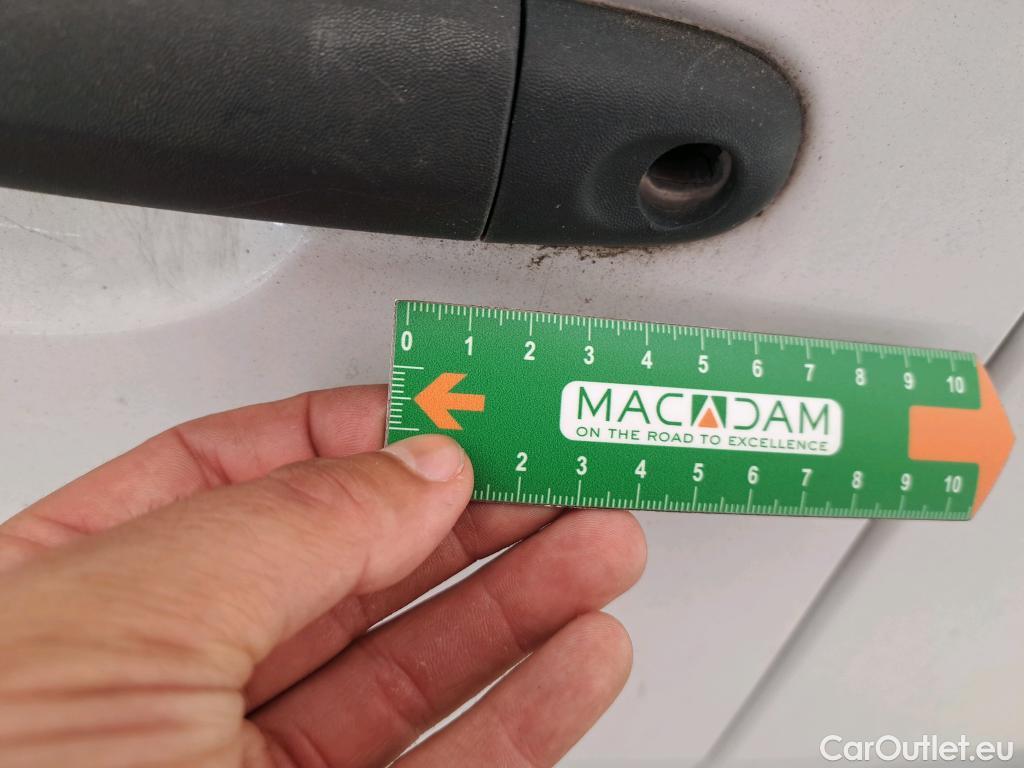 0 1 2 3 4 5 6 7 8 9 10
MACADAM
ON THE ROAD TO EXCELLENCE
2 3 4 5 6 7 8 9 10
CarOutlet.eu